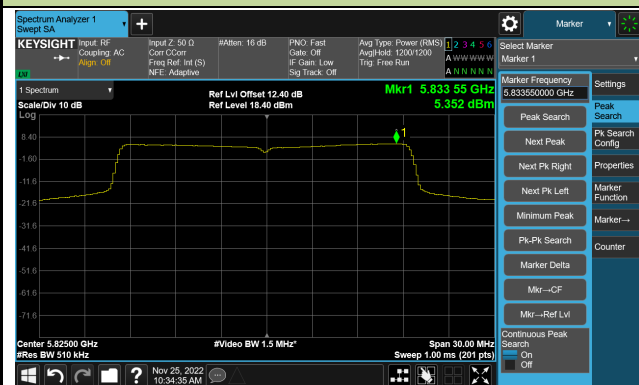 Spectrum Analyzer 1
Swept SA
Marker
KEYSIGHT
Input: RF
Coupling: AC
Align: Off
Input Z: 50 Ω
Corr CCorr
Freq Ref: Int (S)
NFE: Adaptive
#Atten: 16 dB
PNO: Fast
Gate: Off
IF Gain: Low
Sig Track: Off
Avg Type: Power (RMS)
Avg|Hold: 1200/1200
Trig: Free Run
1 2 3 4 5 6
A W W W W W
A N N N N N
LXI
Select Marker
Marker 1
1 Spectrum
Scale/Div 10 dB
Log
Ref Lvl Offset 12.40 dB
Ref Level 18.40 dBm
Mkr1 5.833 55 GHz
5.352 dBm
1
8.40
-1.60
-11.6
-21.6
-31.6
-41.6
-51.6
-61.6
-71.6
Center 5.82500 GHz
#Res BW 510 kHz
#Video BW 1.5 MHz*
Span 30.00 MHz
Sweep 1.00 ms (201 pts)
Marker Frequency
5.833550000 GHz
Peak Search
Next Peak
Next Pk Right
Next Pk Left
Minimum Peak
Pk-Pk Search
Marker Delta
Mkr→CF
Mkr→Ref Lvl
Continuous Peak
Search
On
Off
Settings
Peak
Search
Pk Search
Config
Properties
Marker
Function
Marker→
Counter
?
Nov 25, 2022
10:34:35 AM